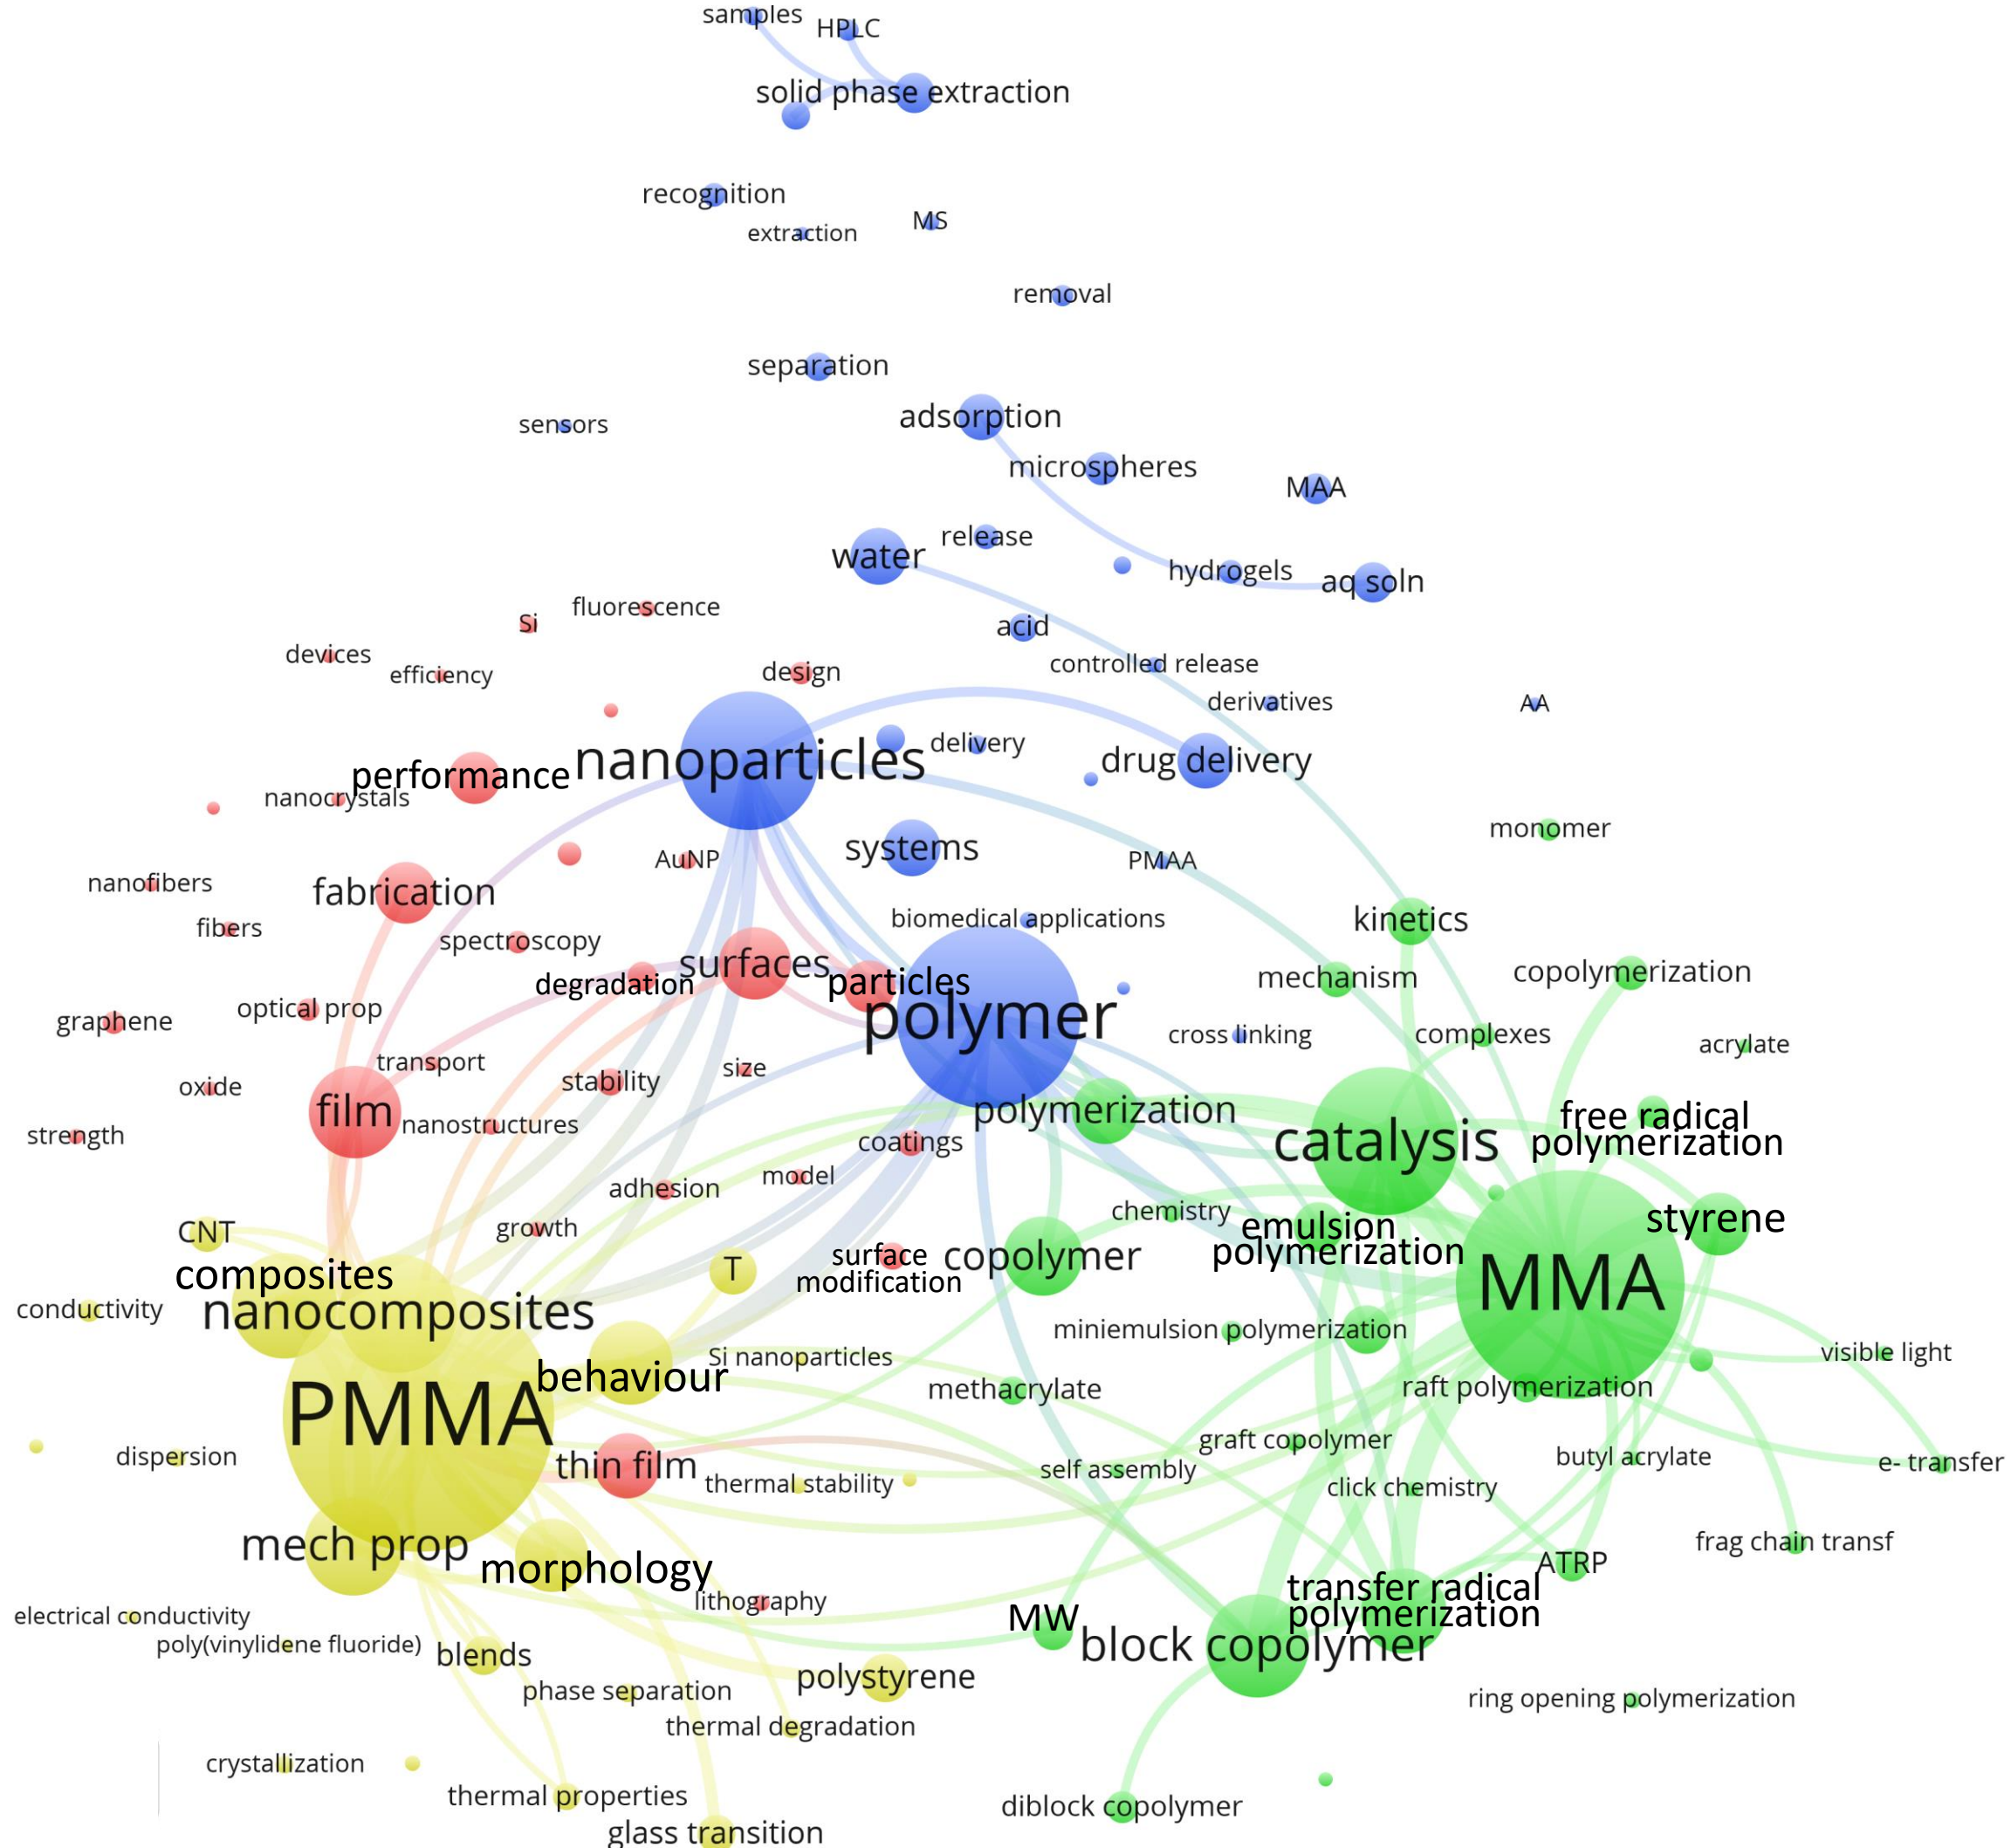 samples
HPLC
solid phase extraction
recognition
MS
extraction
removal
separation
adsorption
sensors
microspheres
MAA
release
water
hydrogels
aq soln
fluorescence
Si
acid
devices
controlled release
efficiency
design
derivatives
AA
delivery
nanoparticles
drug delivery
performance
nanocrystals
monomer
systems
AuNP
PMAA
nanofibers
fabrication
biomedical applications
kinetics
fibers
spectroscopy
surfaces
copolymerization
mechanism
degradation
particles
optical prop
polymer
graphene
cross linking
complexes
acrylate
transport
size
stability
oxide
film
polymerization
free radical
polymerization
nanostructures
strength
coatings
catalysis
model
adhesion
chemistry
styrene
growth
emulsion
polymerization
CNT
surface
modification
copolymer
T
composites
MMA
conductivity
nanocomposites
miniemulsion polymerization
visible light
Si nanoparticles
behaviour
raft polymerization
methacrylate
PMMA
graft copolymer
dispersion
butyl acrylate
e- transfer
thin film
self assembly
thermal stability
click chemistry
mech prop
frag chain transf
ATRP
morphology
transfer radical
polymerization
lithography
electrical conductivity
MW
poly(vinylidene fluoride)
block copolymer
blends
polystyrene
phase separation
ring opening polymerization
thermal degradation
crystallization
thermal properties
diblock copolymer
glass transition